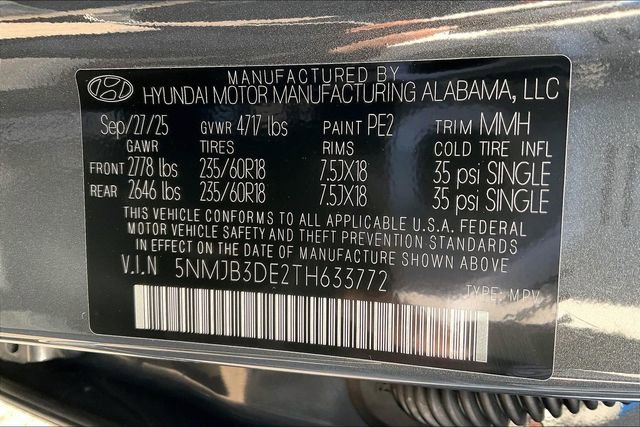 MANUFACTURED BY
HYUNDAI MOTOR MANUFACTURING ALABAMA, LLC
Sep/27/25 GVWR 4717 lbs PAINT PE2 TRIM MMH
GAWR TIRES RIMS COLD TIRE INFL
FRONT 2778 lbs 235/60R18 7.5JX18 35 psi SINGLE
REAR 2646 lbs 235/60R18 7.5JX18 35 psi SINGLE
THIS VEHICLE CONFORMS TO ALL APPLICABLE U.S.A. FEDERAL
MOTOR VEHICLE SAFETY AND THEFT PREVENTION STANDARDS
IN EFFECT ON THE DATE OF MANUFACTURE SHOWN ABOVE
V.I.N 5NMJB3DE2TH633772
TYPE: MPV